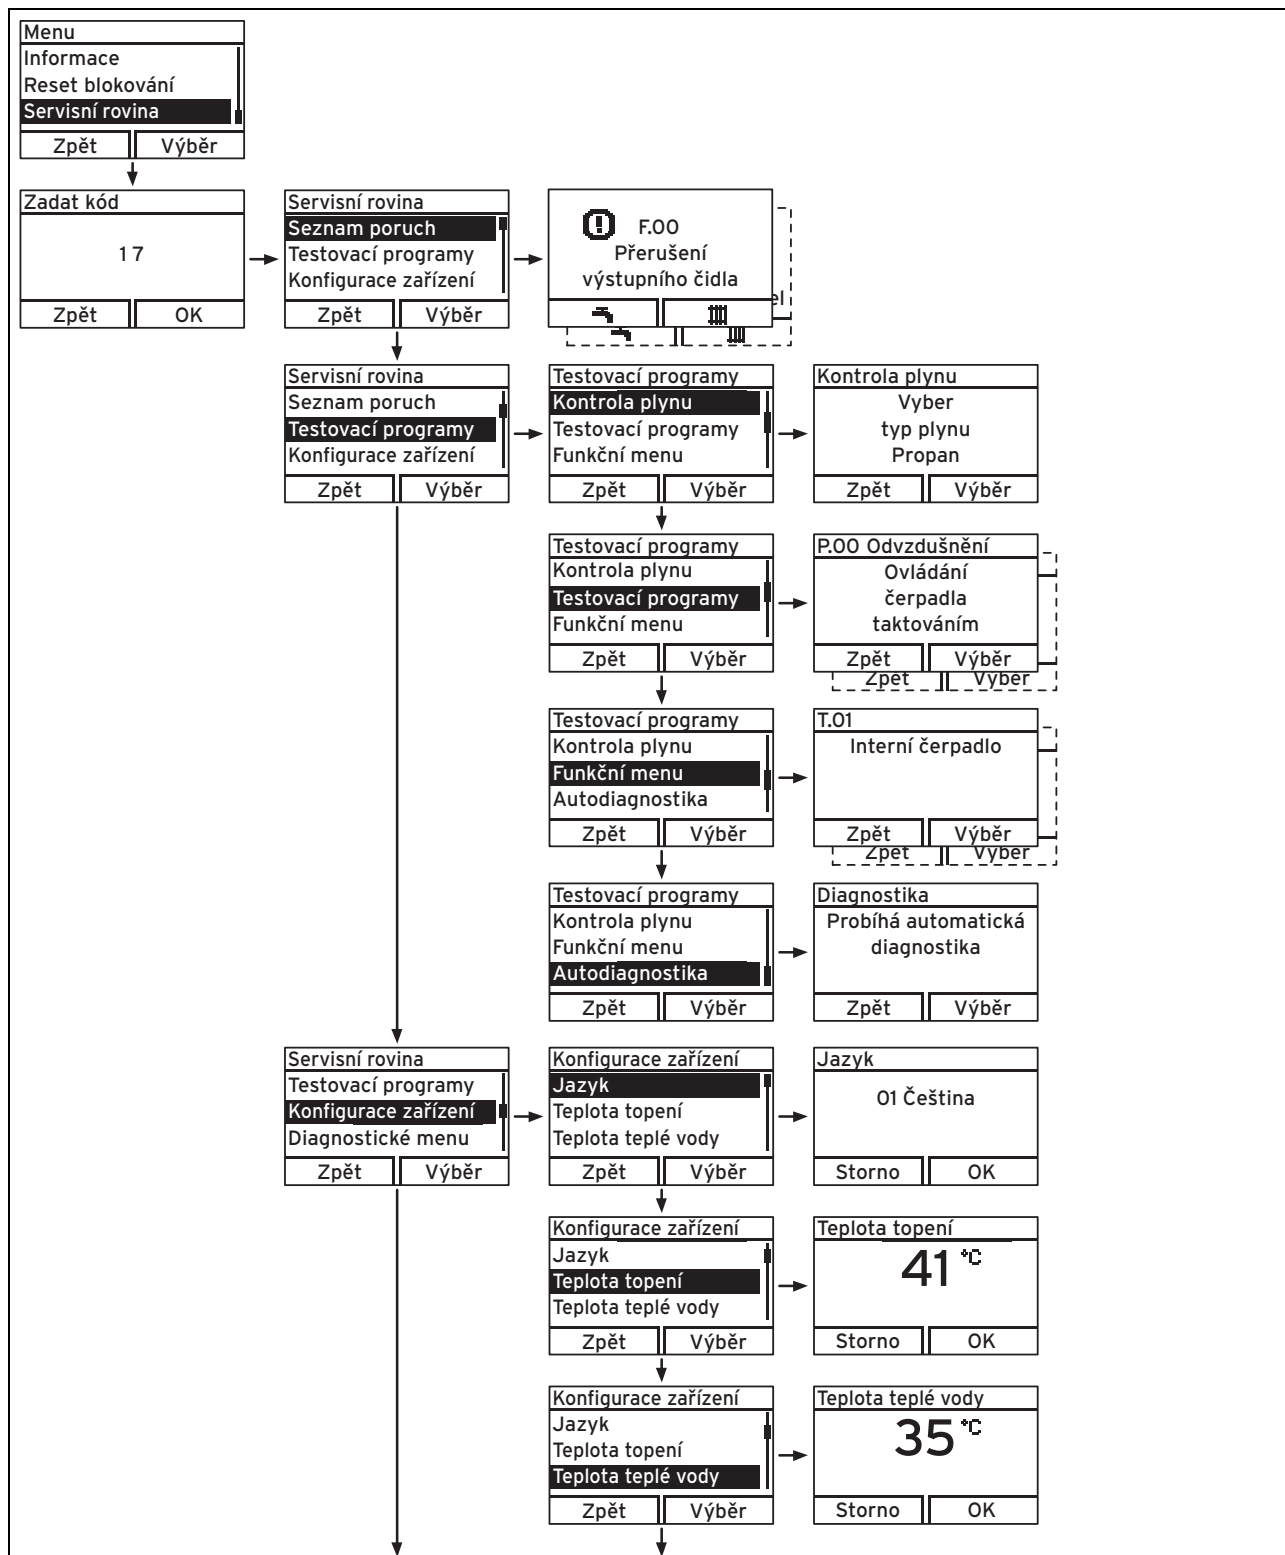 Menu
Informace
Reset blokování
Servisní rovina
Zpět Výběr
Zadat kód
17
Zpět OK
Servisní rovina
Seznam poruch
Testovací programy
Konfigurace zařízení
Zpět Výběr
F.00
Přerušení
výstupního čidla
el
Servisní rovina
Seznam poruch
Testovací programy
Konfigurace zařízení
Zpět Výběr
Testovací programy
Kontrola plynu
Testovací programy
Funkční menu
Zpět Výběr
Kontrola plynu
Vyber
typ plynu
Propan
Zpět Výběr
Testovací programy
Kontrola plynu
Testovací programy
Funkční menu
Zpět Výběr
P.00 Odvzdušnění
Ovládání
čerpadla
taktováním
Zpět Výběr
Zpět Výběr
Testovací programy
Kontrola plynu
Funkční menu
Autodiagnostika
Zpět Výběr
T.01
Interní čerpadlo
Zpět Výběr
Zpět Výběr
Testovací programy
Kontrola plynu
Funkční menu
Autodiagnostika
Zpět Výběr
Diagnostika
Probíhá automatická
diagnostika
Zpět Výběr
Servisní rovina
Testovací programy
Konfigurace zařízení
Diagnostické menu
Zpět Výběr
Konfigurace zařízení
Jazyk
Teplota topení
Teplota teplé vody
Zpět Výběr
Jazyk
01 Čeština
Storno OK
Konfigurace zařízení
Jazyk
Teplota topení
Teplota teplé vody
Zpět Výběr
Teplota topení
41 °C
Storno OK
Konfigurace zařízení
Jazyk
Teplota topení
Teplota teplé vody
Zpět Výběr
Teplota teplé vody
35 °C
Storno OK